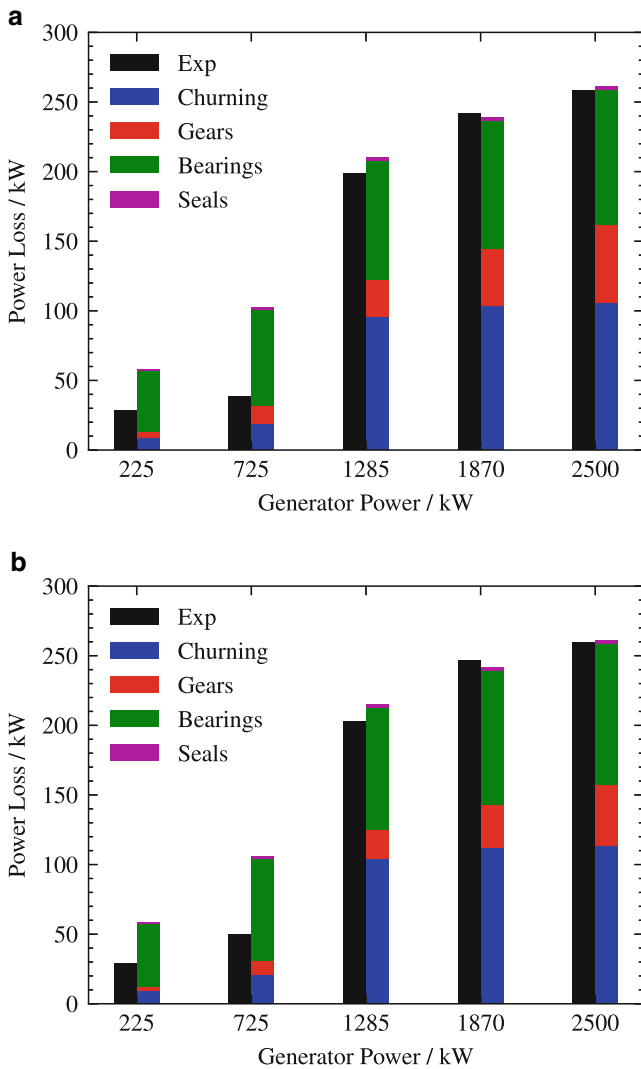 a
300
250
200
150
100
50
0
Power Loss / kW
Exp
Churning
Gears
Bearings
Seals
225 725 1285 1870 2500
Generator Power / kW
b
300
250
200
150
100
50
0
Power Loss / kW
Exp
Churning
Gears
Bearings
Seals
225 725 1285 1870 2500
Generator Power / kW